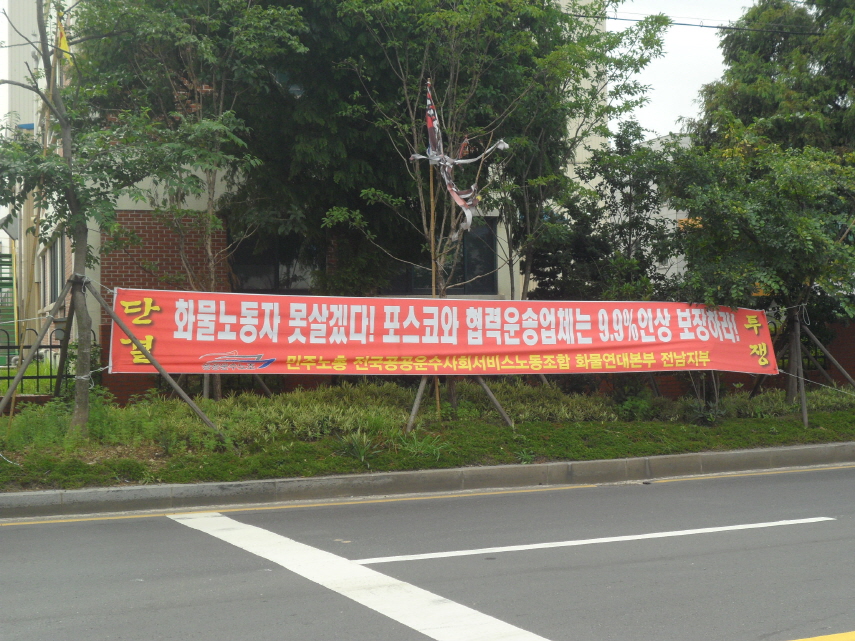 단결
화물노동자 못살겠다! 포스코와 협력운송업체는 9.9%인상 보장하라!
투쟁
민주노총 전국공공운수사회서비스노동조합 화물연대본부 전남지부